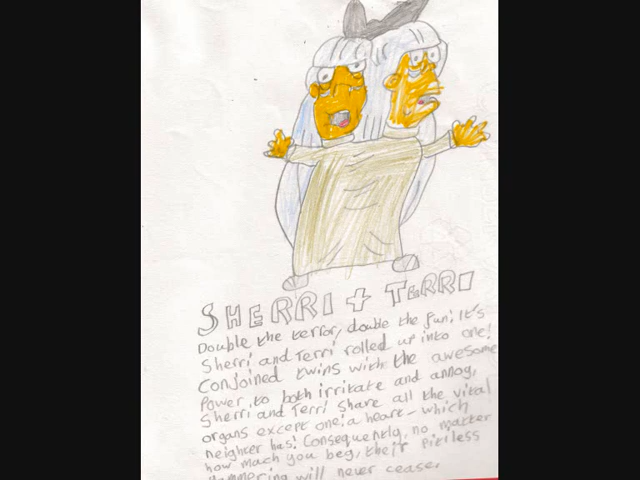 SHERRI + TERRI
Double the terror, double the fun! It's
Sherri and Terri rolled up into one!
Conjoined twins with the awesome
power to both irritate and annoy,
Sherri and Terri share all the vital
organs except one: a heart - which
neighter has! Consequently, no matter
how much you beg, their pitiless
hammering will never cease.